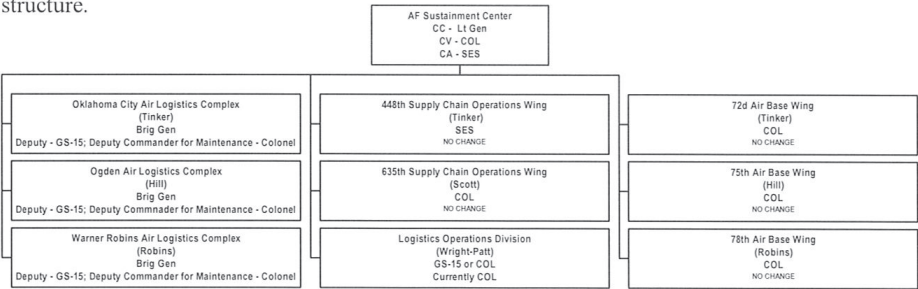 structure.
AF Sustainment Center
CC - Lt Gen
CV - COL
CA - SES
Oklahoma City Air Logistics Complex
(Tinker)
Brig Gen
Deputy - GS-15; Deputy Commander for Maintenance - Colonel
Ogden Air Logistics Complex
(Hill)
Brig Gen
Deputy - GS-15; Deputy Commnader for Maintenance - Colonel
Warner Robins Air Logistics Complex
(Robins)
Brig Gen
Deputy - GS-15; Deputy Commander for Maintenance - Colonel
448th Supply Chain Operations Wing
(Tinker)
SES
NO CHANGE
635th Supply Chain Operations Wing
(Scott)
COL
NO CHANGE
Logistics Operations Division
(Wright-Patt)
GS-15 or COL
Currently COL
72d Air Base Wing
(Tinker)
COL
NO CHANGE
75th Air Base Wing
(Hill)
COL
NO CHANGE
78th Air Base Wing
(Robins)
COL
NO CHANGE